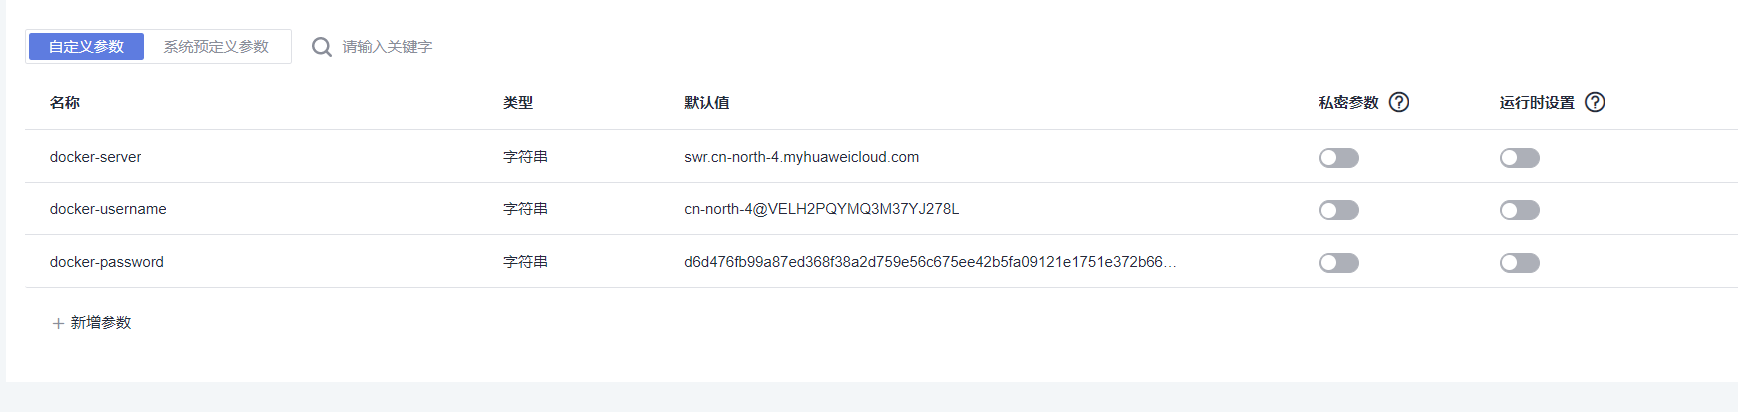 自定义参数 系统预定义参数 请输入关键字
名称 类型 默认值 私密参数 ? 运行时设置 ?
docker-server 字符串 swr.cn-north-4.myhuaweicloud.com
docker-username 字符串 cn-north-4@VELH2PQYMQ3M37YJ278L
docker-password 字符串 d6d476fb99a87ed368f38a2d759e56c675ee42b5fa09121e1751e372b66...
+ 新增参数